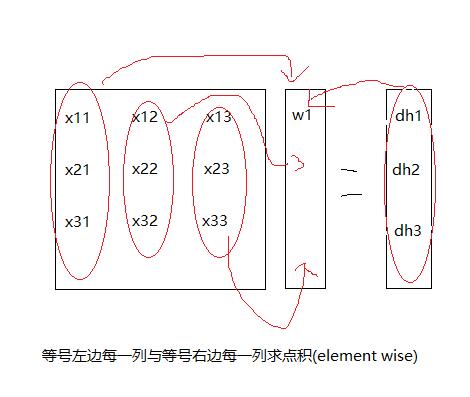 x11 x12 x13 w1 dh1
x21 x22 x23 = dh2
x31 x32 x33 dh3
等号左边每一列与等号右边每一列求点积(element wise)